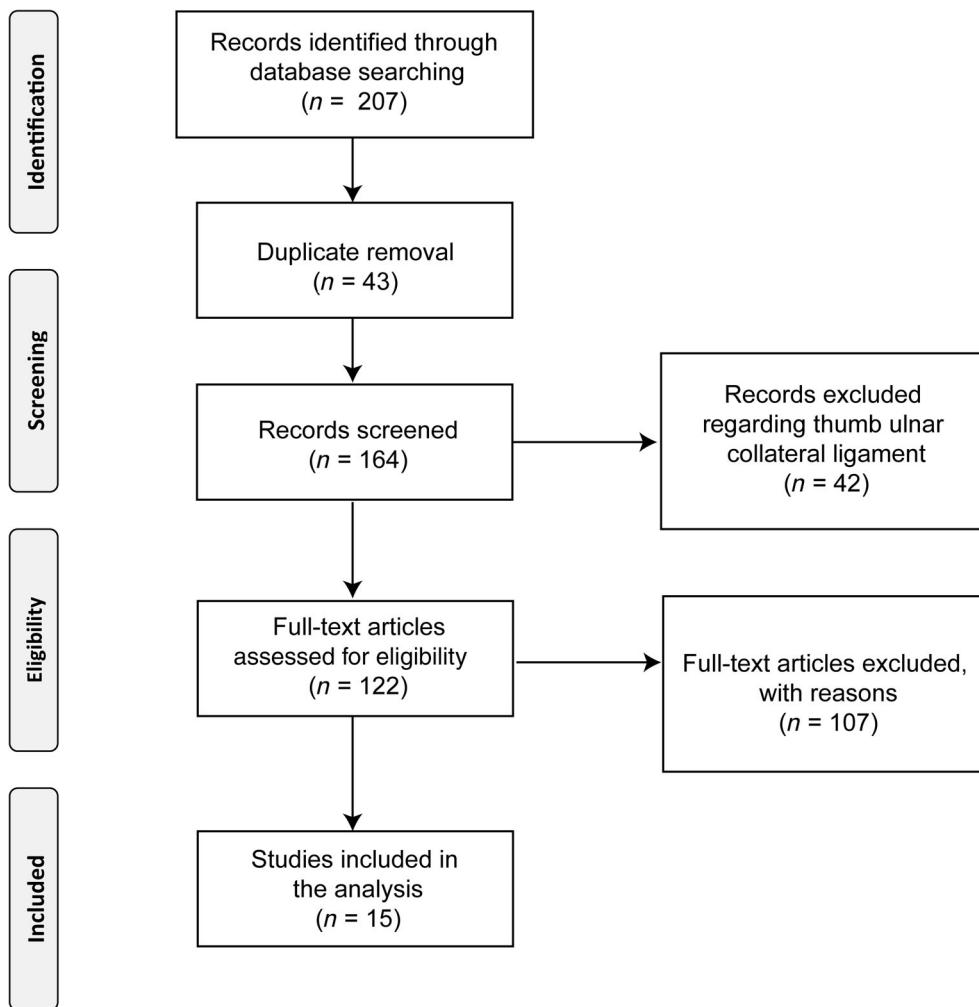 Identification
Records identified through
database searching
(n = 207)
Duplicate removal
(n = 43)
Screening
Records screened
(n = 164)
Records excluded
regarding thumb ulnar
collateral ligament
(n = 42)
Eligibility
Full-text articles
assessed for eligibility
(n = 122)
Full-text articles excluded,
with reasons
(n = 107)
Included
Studies included in
the analysis
(n = 15)